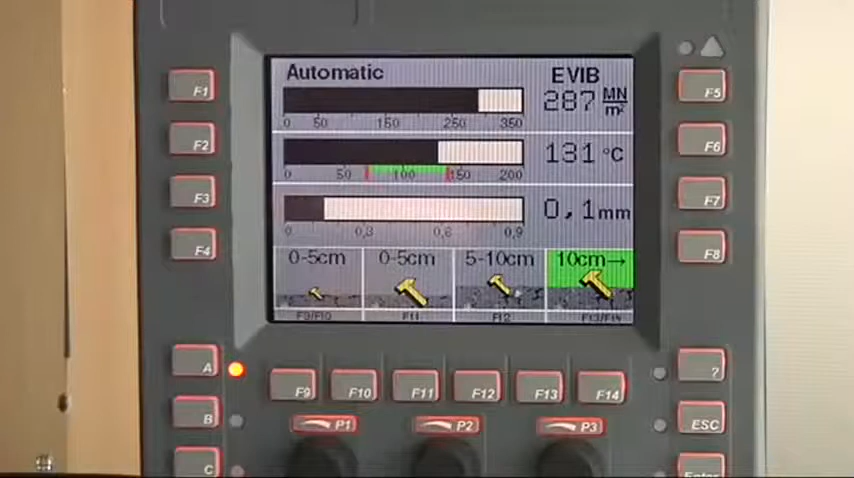 Automatic
EVIB
287 MN/m²
0 50 150 250 350
131 °C
0 50 100 150 200
0,1mm
0,3 0,6 0,9
0-5cm 0-5cm 5-10cm 10cm→
F9/F10 F11 F12 F13/F14
F1
F2
F3
F4
F5
F6
F7
F8
A
B
C
F9 F10 F11 F12 F13 F14
P1 P2 P3
?
ESC
Enter